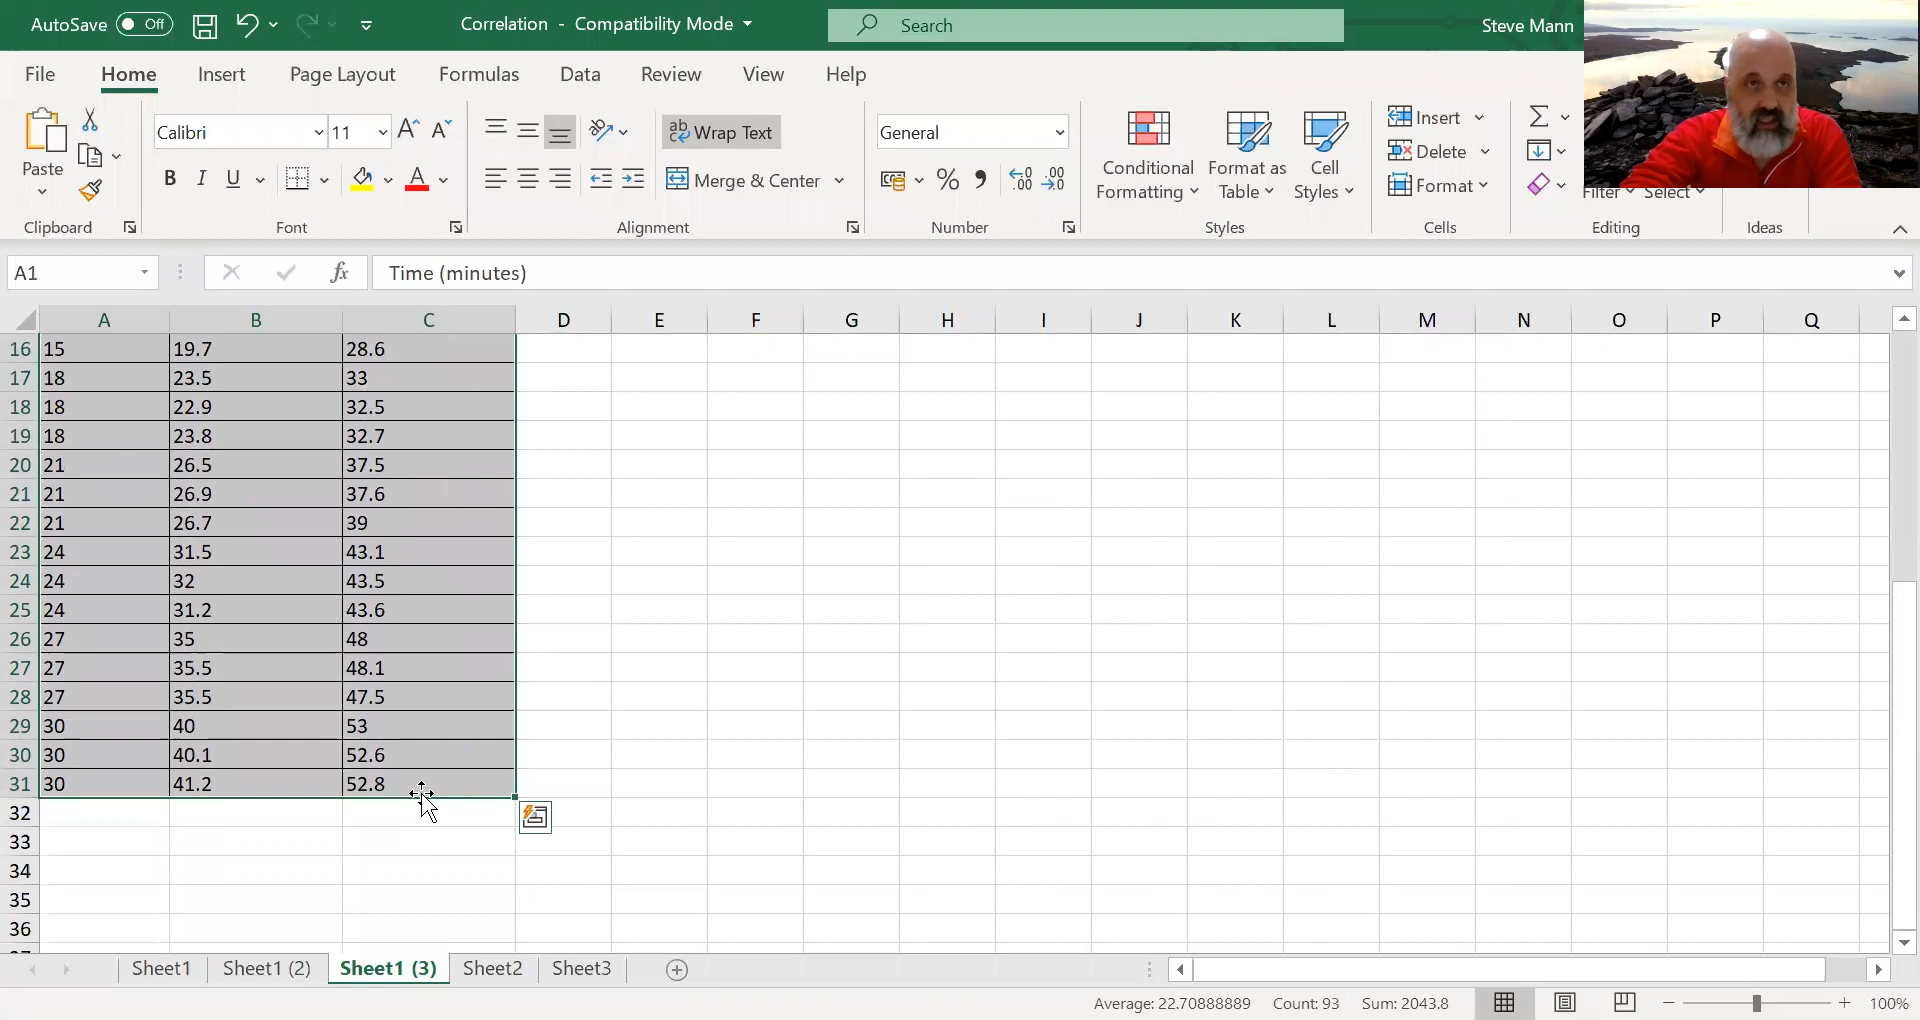 AutoSave Off Correlation - Compatibility Mode Search Steve Mann
File Home Insert Page Layout Formulas Data Review View Help
Paste
Clipboard
Calibri 11
B I U
Font
ab Wrap Text
Merge & Center
Alignment
General
% .00 .00
Number
Conditional Formatting
Format as Table
Cell Styles
Styles
Insert
Delete
Format
Cells
Filter Select
Editing
Ideas
A1 fx Time (minutes)
A B C D E F G H I J K L M N O P Q
16 15 19.7 28.6
17 18 23.5 33
18 18 22.9 32.5
19 18 23.8 32.7
20 21 26.5 37.5
21 21 26.9 37.6
22 21 26.7 39
23 24 31.5 43.1
24 24 32 43.5
25 24 31.2 43.6
26 27 35 48
27 27 35.5 48.1
28 27 35.5 47.5
29 30 40 53
30 30 40.1 52.6
31 30 41.2 52.8
32
33
34
35
36
Sheet1 Sheet1 (2) Sheet1 (3) Sheet2 Sheet3
Average: 22.70888889 Count: 93 Sum: 2043.8 100%